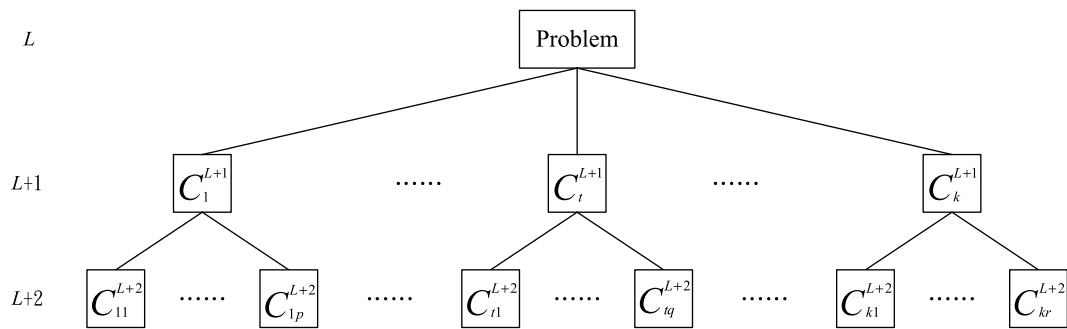 L Problem
L+1 C_1^{L+1} ...... C_t^{L+1} ...... C_k^{L+1}
L+2 C_{11}^{L+2} ...... C_{1p}^{L+2} ...... C_{t1}^{L+2} ...... C_{tq}^{L+2} ...... C_{k1}^{L+2} ...... C_{kr}^{L+2}